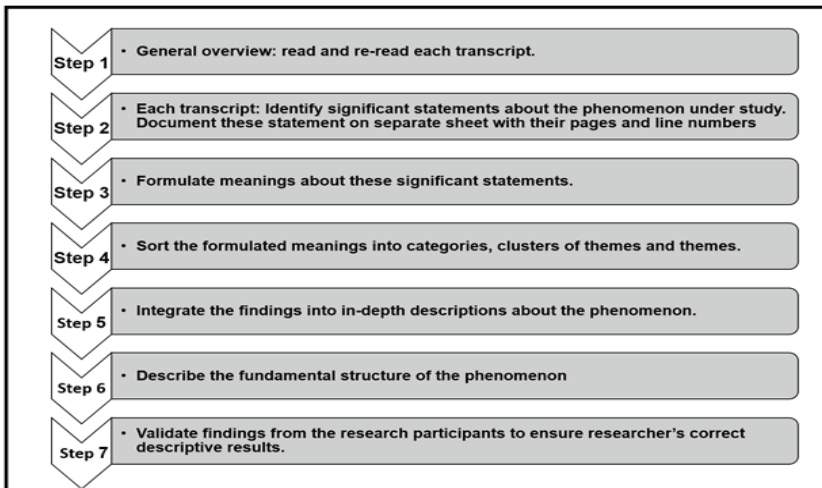 Step 1
• General overview: read and re-read each transcript.
Step 2
• Each transcript: Identify significant statements about the phenomenon under study.
Document these statement on separate sheet with their pages and line numbers
Step 3
• Formulate meanings about these significant statements.
Step 4
• Sort the formulated meanings into categories, clusters of themes and themes.
Step 5
• Integrate the findings into in-depth descriptions about the phenomenon.
Step 6
• Describe the fundamental structure of the phenomenon
Step 7
• Validate findings from the research participants to ensure researcher's correct
descriptive results.